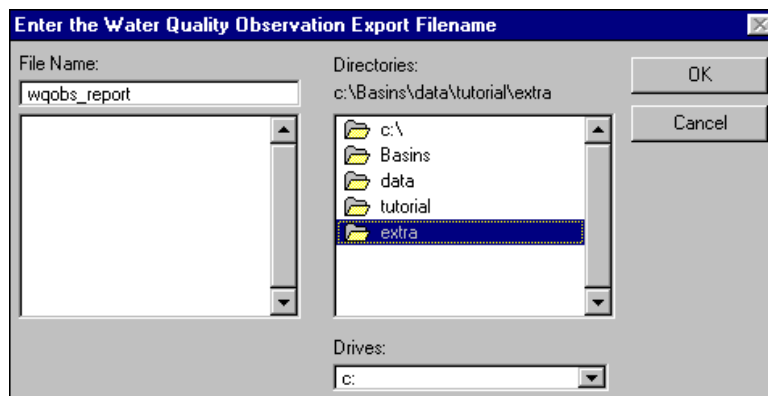 Enter the Water Quality Observation Export Filename
File Name:
wqobs_report
Directories:
c:\Basins\data\tutorial\extra
c:\
Basins
data
tutorial
extra
Drives:
c:
OK
Cancel